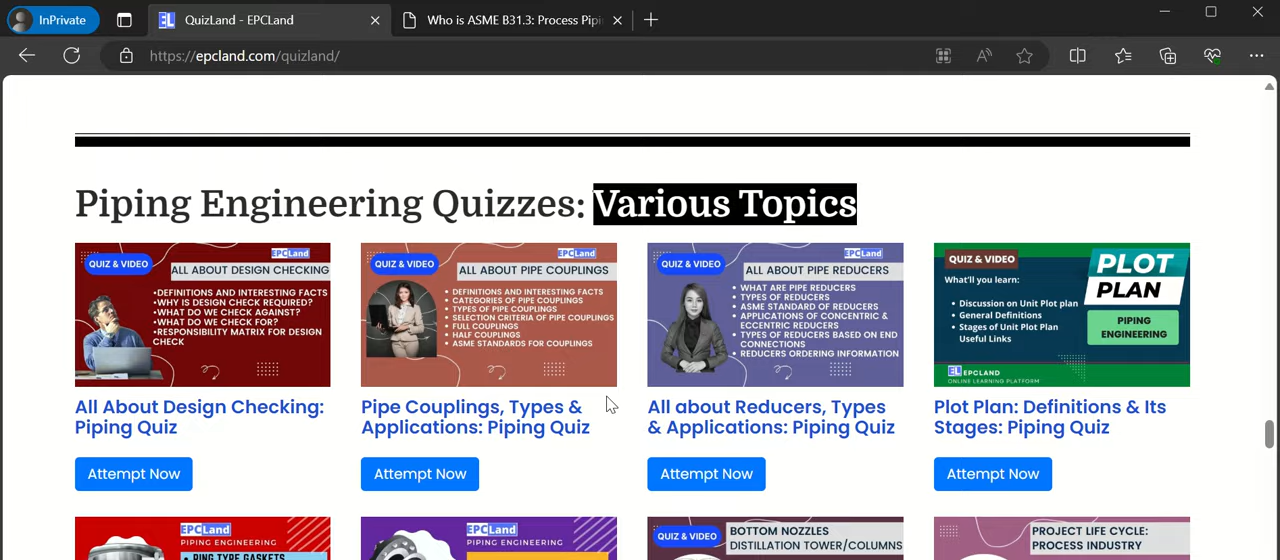 InPrivate
QuizLand - EPCLand
Who is ASME B31.3: Process Pipi
https://epcland.com/quizland/
Piping Engineering Quizzes: Various Topics
EPCLand
QUIZ & VIDEO
ALL ABOUT DESIGN CHECKING
•DEFINITIONS AND INTERESTING FACTS
•WHY IS DESIGN CHECK REQUIRED?
•WHAT DO WE CHECK AGAINST?
•WHAT DO WE CHECK FOR?
•RESPONSIBILITY MATRIX FOR DESIGN
CHECK
EPCLand
QUIZ & VIDEO
ALL ABOUT PIPE COUPLINGS
• DEFINITIONS AND INTERESTING FACTS
• CATEGORIES OF PIPE COUPLINGS
• TYPES OF PIPE COUPLINGS
• SELECTION CRITERIA OF PIPE COUPLINGS
• FULL COUPLINGS
• HALF COUPLINGS
• ASME STANDARDS FOR COUPLINGS
EPCLand
QUIZ & VIDEO
ALL ABOUT PIPE REDUCERS
• WHAT ARE PIPE REDUCERS
• TYPES OF REDUCERS
• ASME STANDARD OF REDUCERS
• APPLICATIONS OF CONCENTRIC &
ECCENTRIC REDUCERS
• TYPES OF REDUCERS BASED ON END
CONNECTIONS
• REDUCERS ORDERING INFORMATION
QUIZ & VIDEO
PLOT
PLAN
What'll you learn:
• Discussion on Unit Plot plan
• General Definitions
• Stages of Unit Plot Plan
Useful Links
PIPING
ENGINEERING
EL EPCLAND
ONLINE LEARNING PLATFORM
All About Design Checking:
Piping Quiz
Pipe Couplings, Types &
Applications: Piping Quiz
All about Reducers, Types
& Applications: Piping Quiz
Plot Plan: Definitions & Its
Stages: Piping Quiz
Attempt Now
Attempt Now
Attempt Now
Attempt Now
EPCLand
PIPING ENGINEERING
EPCLand
PIPING ENGINEERING
QUIZ & VIDEO
BOTTOM NOZZLES
DISTILLATION TOWER/COLUMNS
PROJECT LIFE CYCLE:
PROCESS INDUSTRY